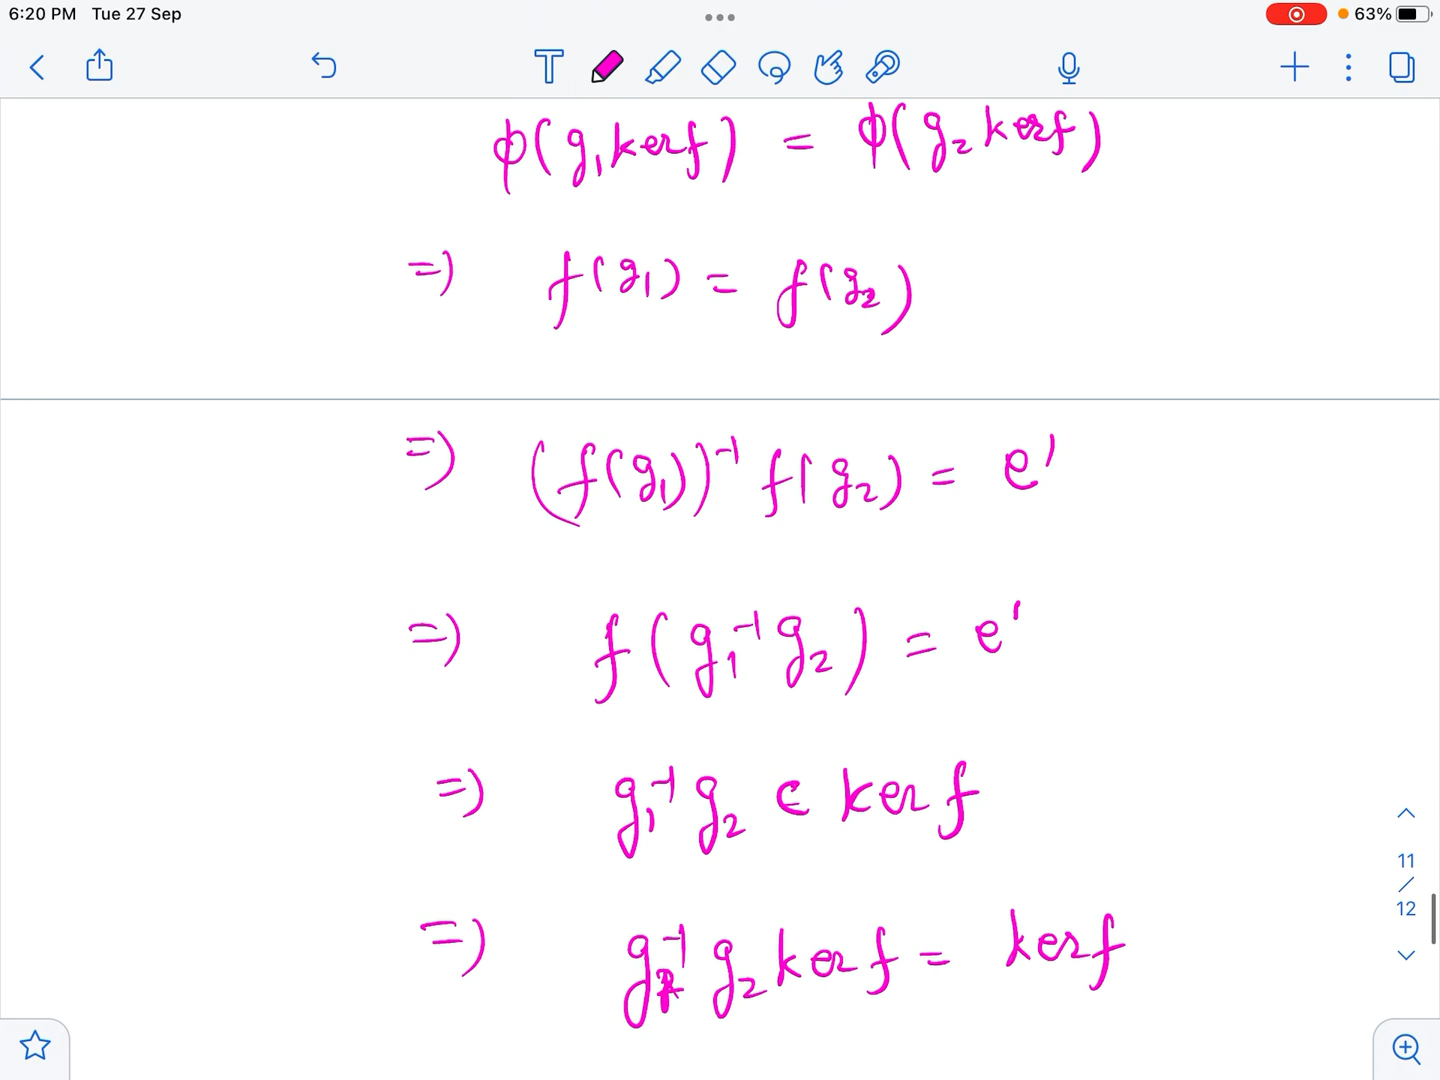 6:20 PM Tue 27 Sep 63%
T
ϕ(g₁kerf) = ϕ(g₂kerf)
=) f(g₁) = f(g₂)
=) (f(g₁))⁻¹ f(g₂) = e'
=) f(g₁⁻¹g₂) = e'
=) g₁⁻¹g₂ ∈ kerf
11
/
12
=) g₁⁻¹g₂kerf = kerf